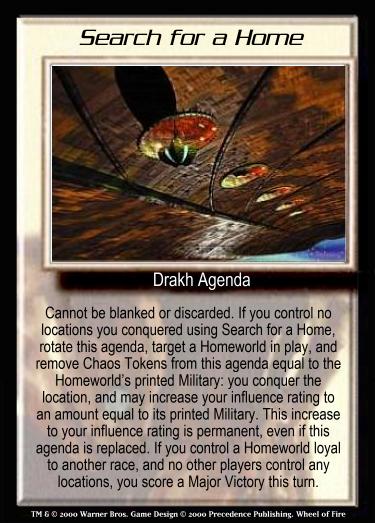 Search for a Home
Drakh Agenda
Cannot be blanked or discarded. If you control no
locations you conquered using Search for a Home,
rotate this agenda, target a Homeworld in play, and
remove Chaos Tokens from this agenda equal to the
Homeworld's printed Military: you conquer the
location, and may increase your influence rating to
an amount equal to its printed Military. This increase
to your influence rating is permanent, even if this
agenda is replaced. If you control a Homeworld loyal
to another race, and no other players control any
locations, you score a Major Victory this turn.
TM & © 2000 Warner Bros. Game Design © 2000 Precedence Publishing. Wheel of Fire